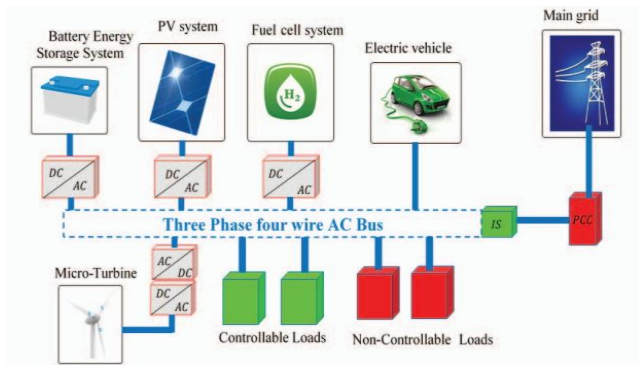 Battery Energy
Storage System
PV system
Fuel cell system
Electric vehicle
Main grid
H₂
DC
AC
DC
AC
DC
AC
Three Phase four wire AC Bus
IS
PCC
AC
DC
DC
AC
Micro-Turbine
Controllable Loads
Non-Controllable Loads